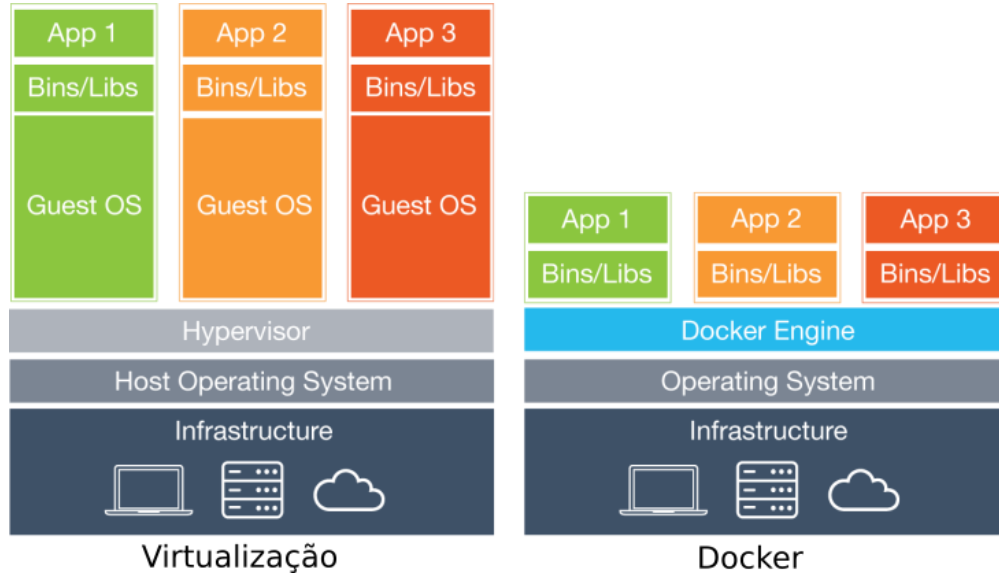 App 1
App 2
App 3
Bins/Libs
Bins/Libs
Bins/Libs
Guest OS
Guest OS
Guest OS
Hypervisor
Host Operating System
Infrastructure
Virtualização
App 1
App 2
App 3
Bins/Libs
Bins/Libs
Bins/Libs
Docker Engine
Operating System
Infrastructure
Docker